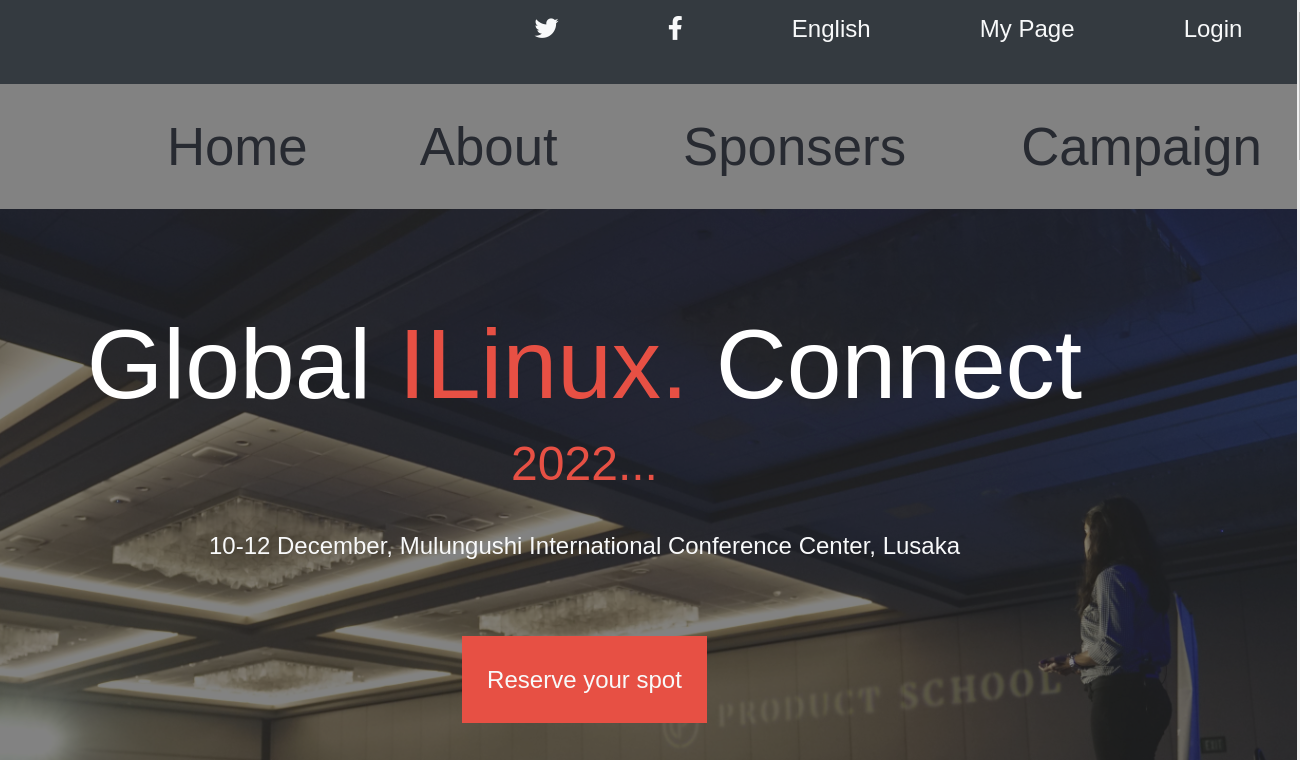 English My Page Login
Home About Sponsers Campaign
Global ILinux. Connect
2022...
10-12 December, Mulungushi International Conference Center, Lusaka
Reserve your spot
PRODUCT SCHOOL
EXIT